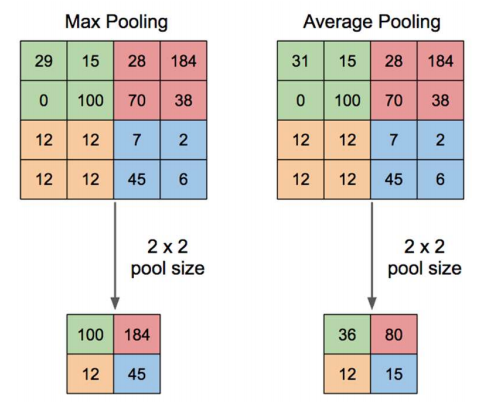 Max Pooling
29 15 28 184
0 100 70 38
12 12 7 2
12 12 45 6
2 x 2
pool size
100 184
12 45
Average Pooling
31 15 28 184
0 100 70 38
12 12 7 2
12 12 45 6
2 x 2
pool size
36 80
12 15